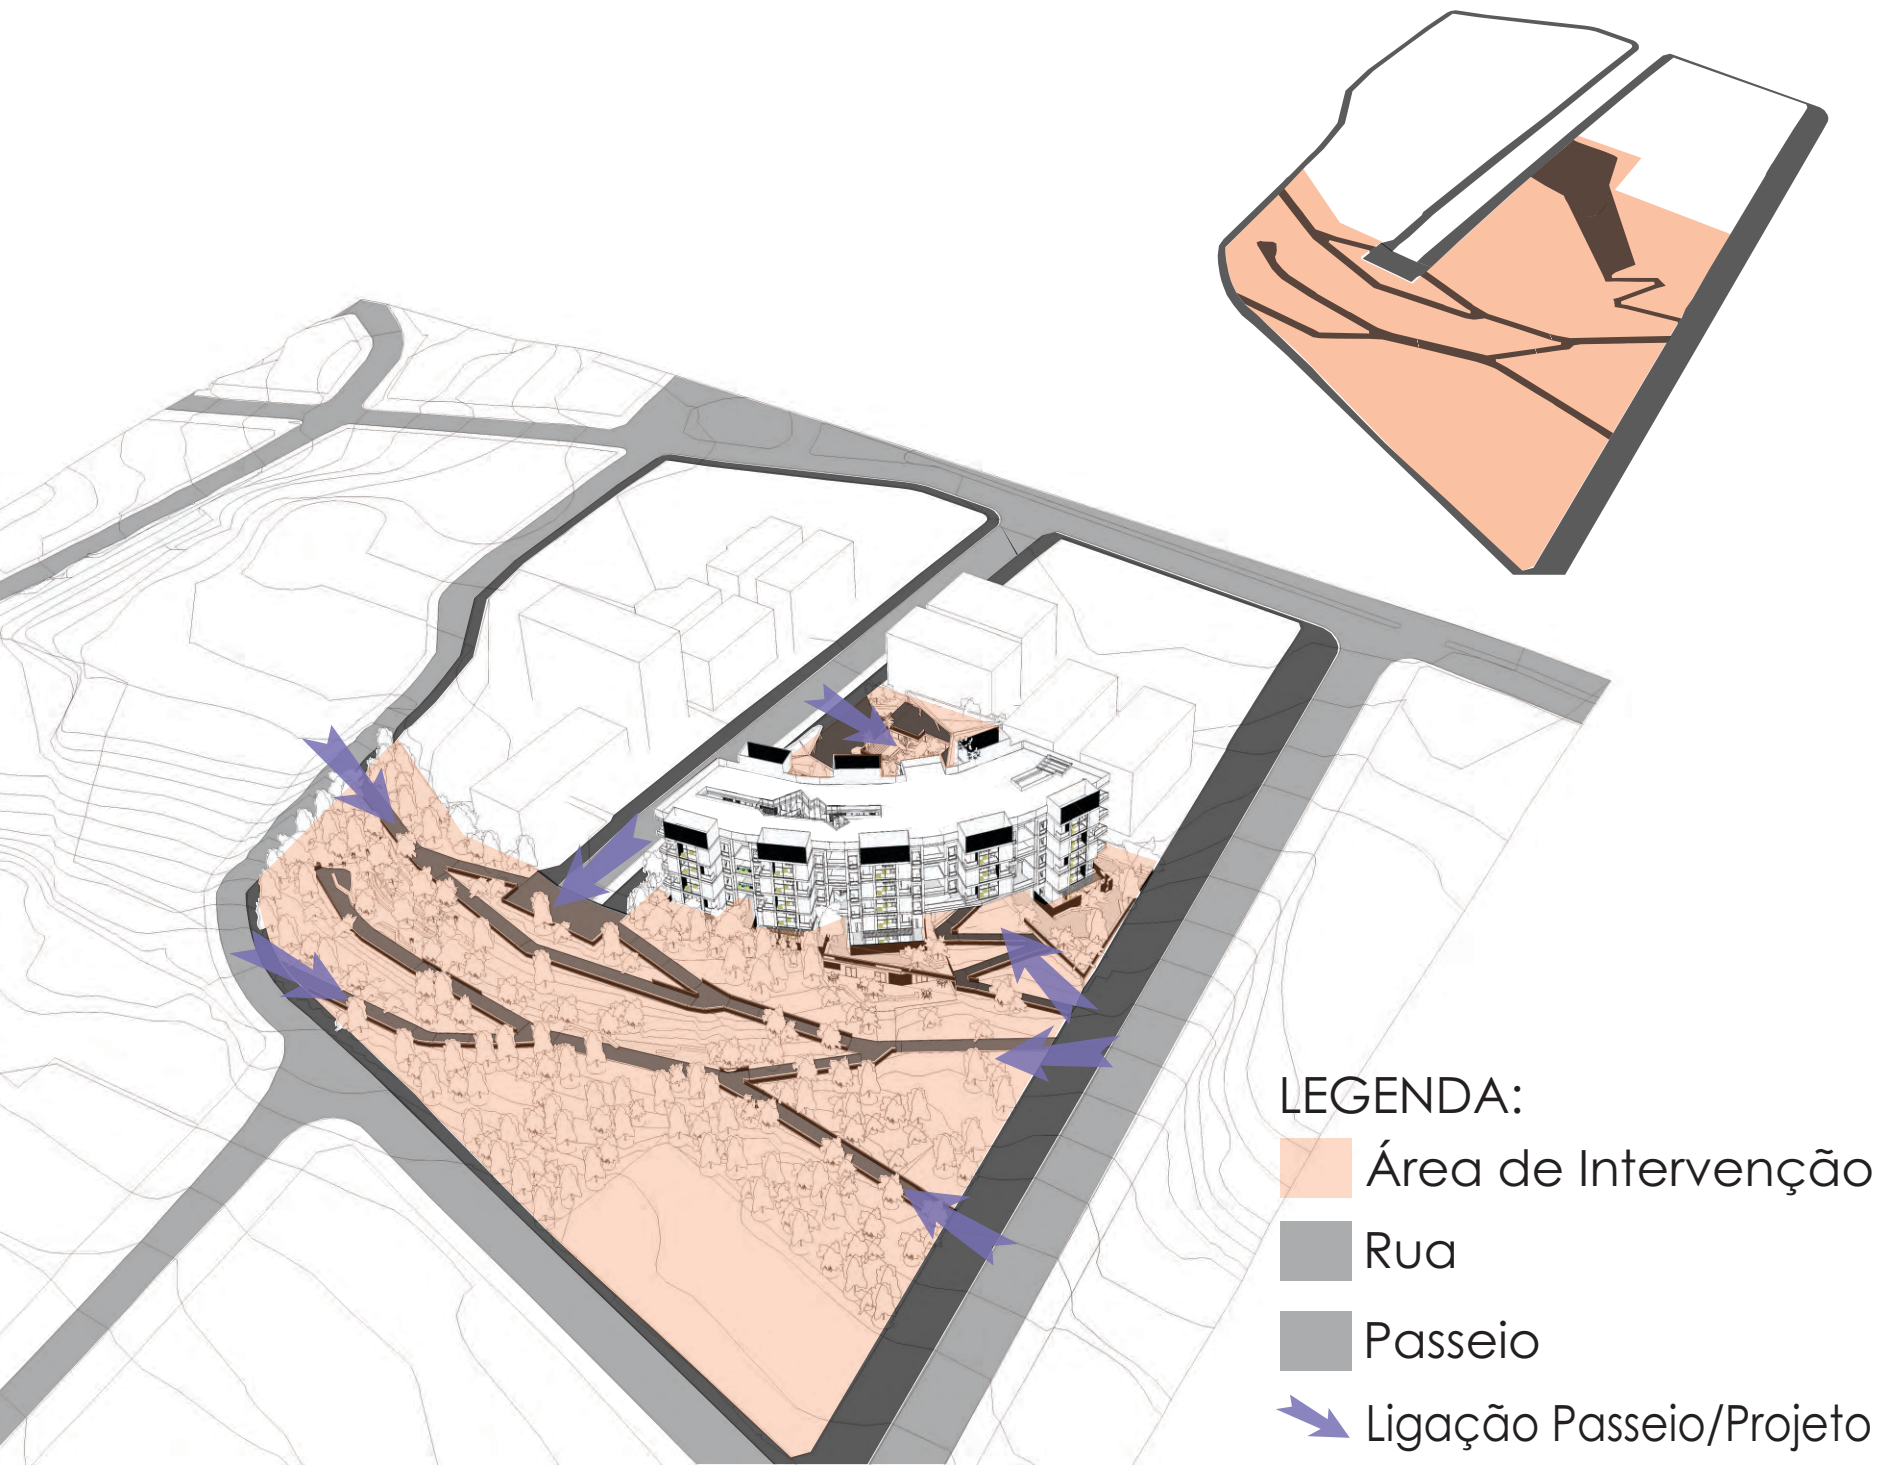 LEGENDA:
Área de Intervenção
Rua
Passeio
Ligação Passeio/Projeto